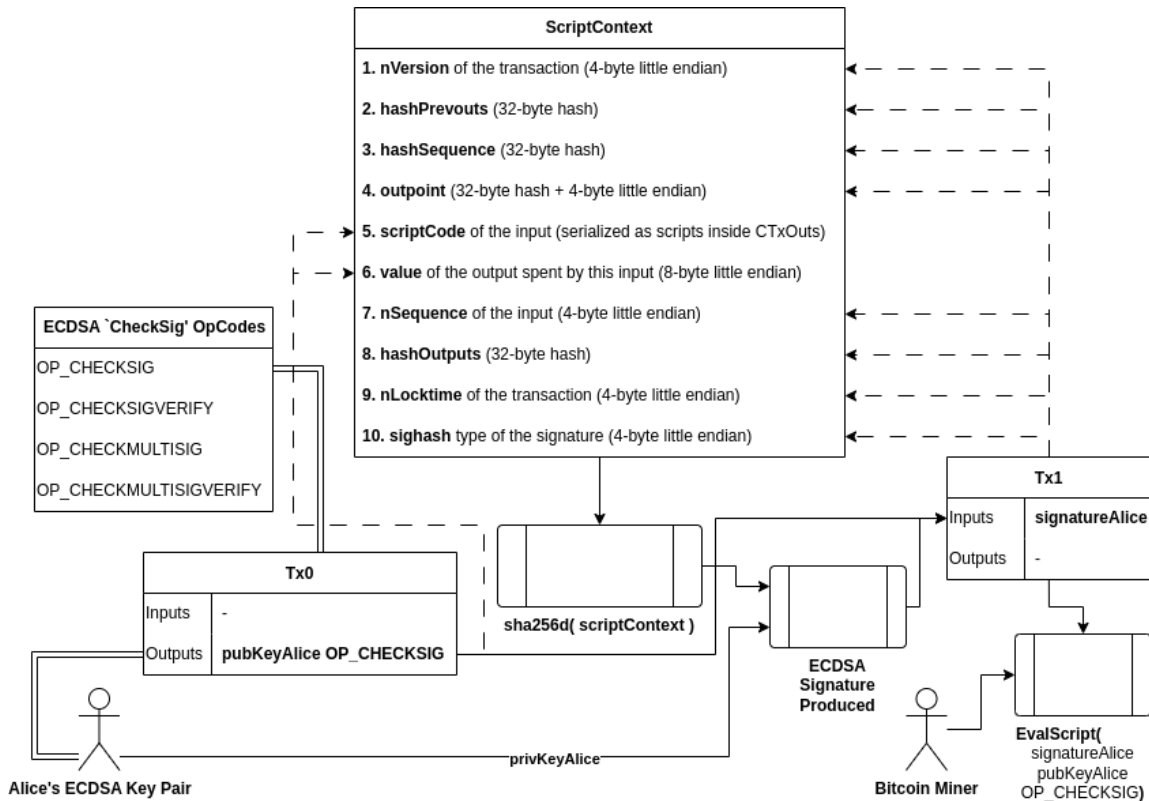 ScriptContext
1. nVersion of the transaction (4-byte little endian)
2. hashPrevouts (32-byte hash)
3. hashSequence (32-byte hash)
4. outpoint (32-byte hash + 4-byte little endian)
5. scriptCode of the input (serialized as scripts inside CTxOuts)
6. value of the output spent by this input (8-byte little endian)
7. nSequence of the input (4-byte little endian)
8. hashOutputs (32-byte hash)
9. nLocktime of the transaction (4-byte little endian)
10. sighash type of the signature (4-byte little endian)
ECDSA `CheckSig' OpCodes
OP_CHECKSIG
OP_CHECKSIGVERIFY
OP_CHECKMULTISIG
OP_CHECKMULTISIGVERIFY
Tx0
Inputs -
Outputs pubKeyAlice OP_CHECKSIG
sha256d( scriptContext )
ECDSA
Signature
Produced
Tx1
Inputs signatureAlice
Outputs -
Alice's ECDSA Key Pair
privKeyAlice
Bitcoin Miner
EvalScript(
signatureAlice
pubKeyAlice
OP_CHECKSIG)